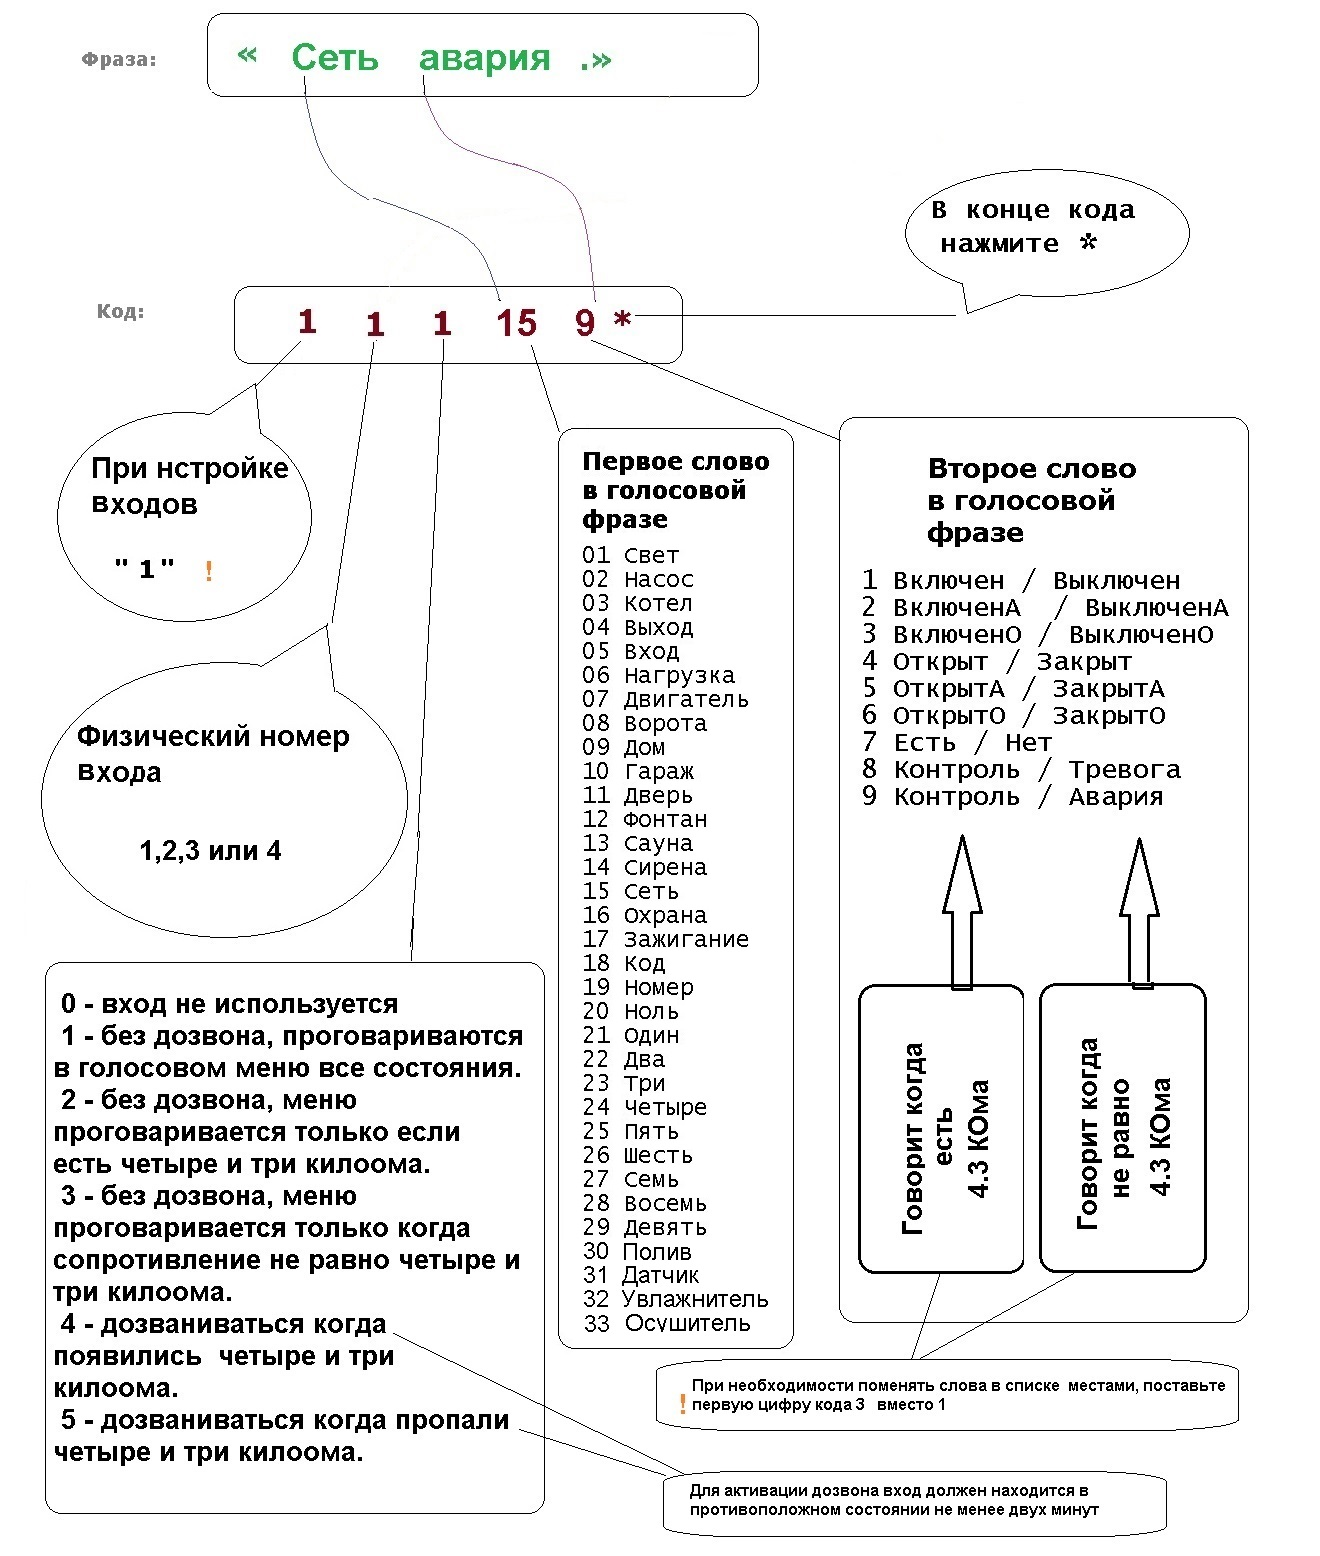 Фраза:
« Сеть авария .»
В конце кода
нажмите *
Код:
1 1 1 15 9 *
При нстройке
входов
" 1 " !
Физический номер
входа
1,2,3 или 4
0 - вход не используется
1 - без дозвона, проговариваются
в голосовом меню все состояния.
2 - без дозвона, меню
проговаривается только если
есть четыре и три килоома.
3 - без дозвона, меню
проговаривается только когда
сопротивление не равно четыре и
три килоома.
4 - дозваниваться когда
появились четыре и три
килоома.
5 - дозваниваться когда пропали
четыре и три килоома.
Первое слово
в голосовой
фразе
01 Свет
02 Насос
03 Котел
04 Выход
05 Вход
06 Нагрузка
07 Двигатель
08 Ворота
09 Дом
10 Гараж
11 Дверь
12 Фонтан
13 Сауна
14 Сирена
15 Сеть
16 Охрана
17 Зажигание
18 Код
19 Номер
20 Ноль
21 Один
22 Два
23 Три
24 Четыре
25 Пять
26 Шесть
27 Семь
28 Восемь
29 Девять
30 Полив
31 Датчик
32 Увлажнитель
33 Осушитель
Второе слово
в голосовой
фразе
1 Включен / Выключен
2 ВключенА / ВыключенА
3 ВключенО / ВыключенО
4 Открыт / Закрыт
5 ОткрытА / ЗакрытА
6 ОткрытО / ЗакрытО
7 Есть / Нет
8 Контроль / Тревога
9 Контроль / Авария
Говорит когда
есть
4.3 КОма
Говорит когда
не равно
4.3 КОма
При необходимости поменять слова в списке местами, поставьте
! первую цифру кода 3 вместо 1
Для активации дозвона вход должен находится в
противоположном состоянии не менее двух минут